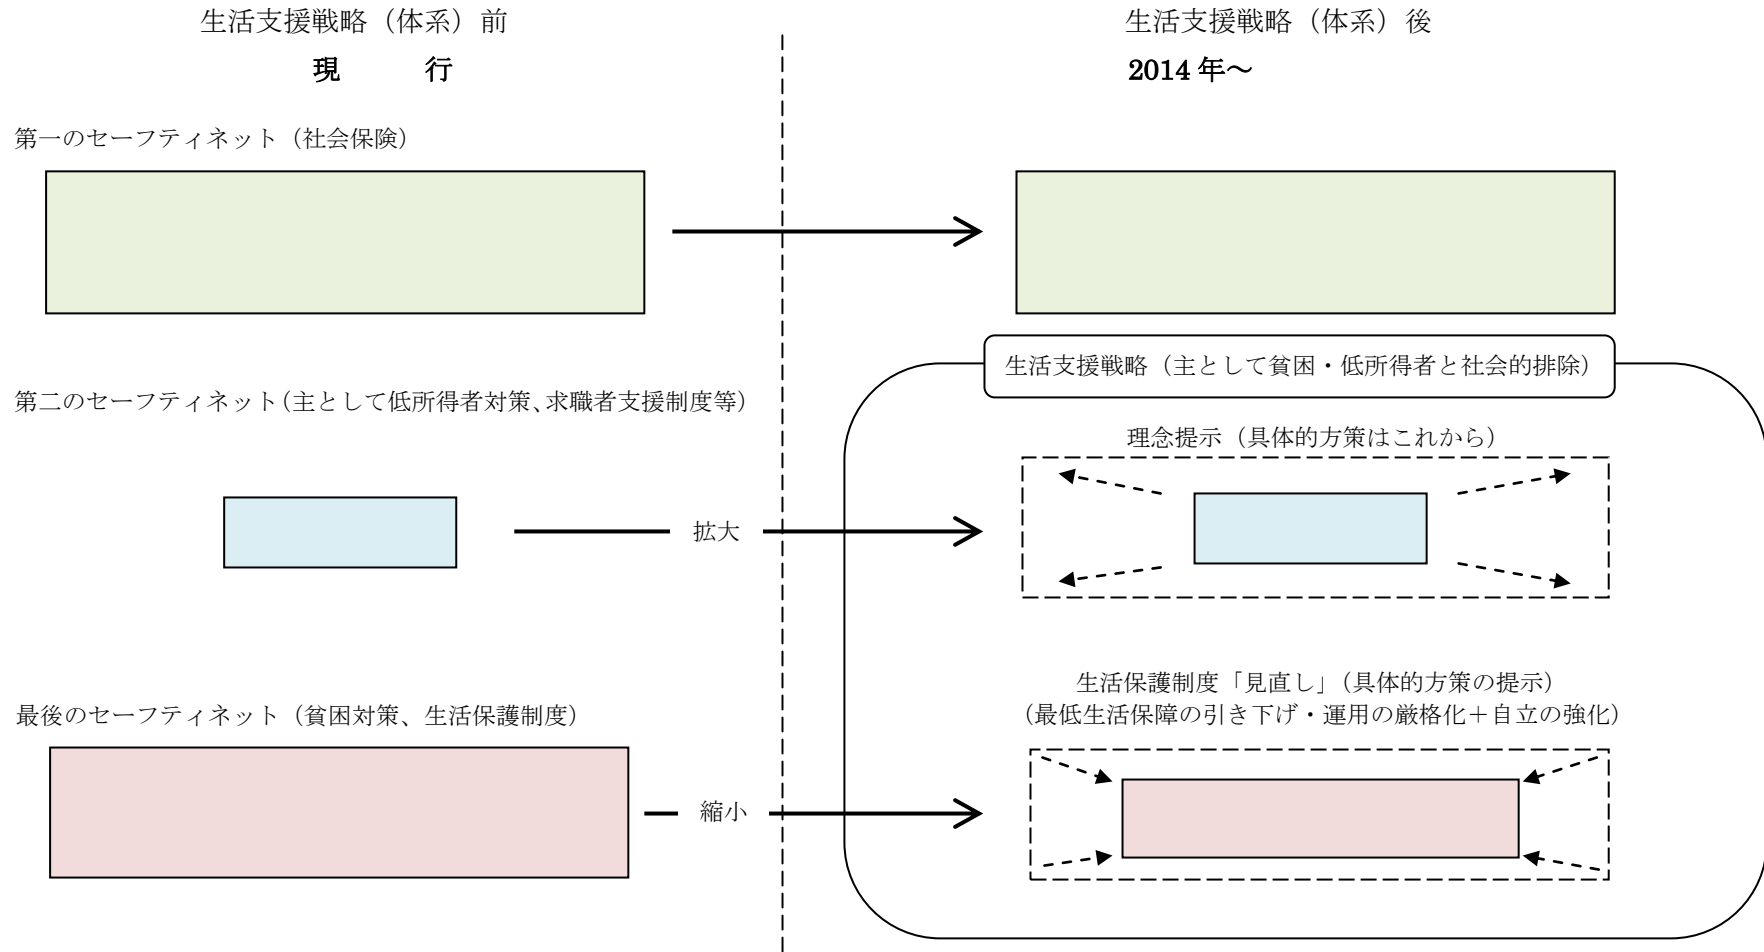 生活支援戦略（体系）前
現　行
生活支援戦略（体系）後
2014年～
第一のセーフティネット（社会保険）
生活支援戦略（主として貧困・低所得者と社会的排除）
第二のセーフティネット（主として低所得者対策、求職者支援制度等）
理念提示（具体的方策はこれから）
拡大
最後のセーフティネット（貧困対策、生活保護制度）
生活保護制度「見直し」（具体的方策の提示）
（最低生活保障の引き下げ・運用の厳格化＋自立の強化）
縮小